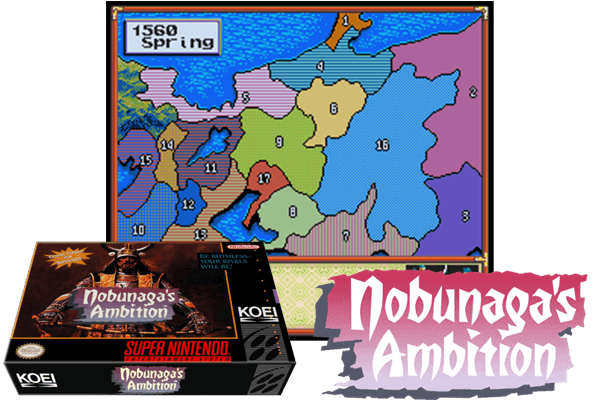 1560
Spring
1
4
2
5
6
9
16
14
15
11
17
12
3
8
10
13
7
BE RUTHLESS-
YOUR RIVALS
WILL BE!
Nintendo
Nobunaga's
Ambition
KOEI
SUPER NINTENDO
ENTERTAINMENT SYSTEM
KOEI
Nobunaga's
Ambition
Nobunaga's
Ambition